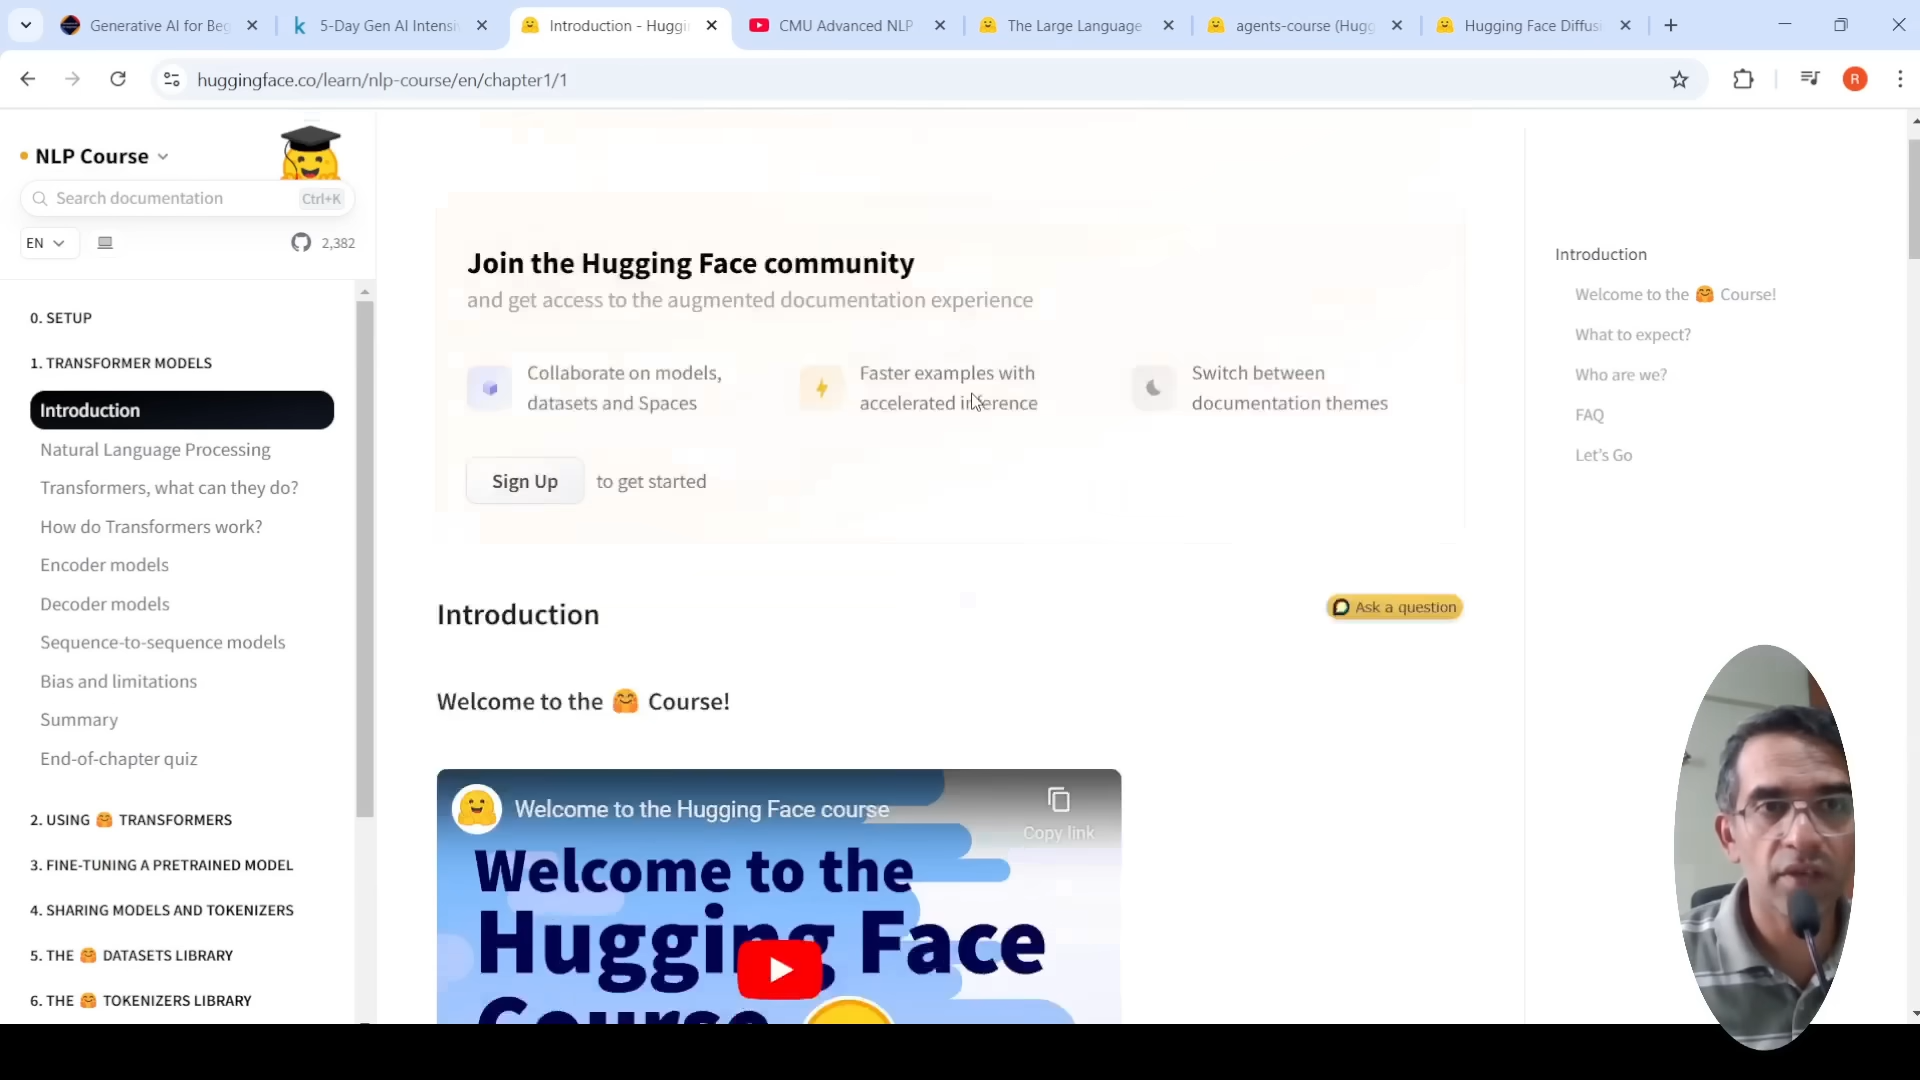 Generative AI for Beg
5-Day Gen AI Intensi
Introduction - Huggi
CMU Advanced NLP
The Large Language
agents-course (Hugg
Hugging Face Diffus
huggingface.co/learn/nlp-course/en/chapter1/1
R
NLP Course
Search documentation
Ctrl+K
EN
2,382
0. SETUP
1. TRANSFORMER MODELS
Introduction
Natural Language Processing
Transformers, what can they do?
How do Transformers work?
Encoder models
Decoder models
Sequence-to-sequence models
Bias and limitations
Summary
End-of-chapter quiz
2. USING 🤗 TRANSFORMERS
3. FINE-TUNING A PRETRAINED MODEL
4. SHARING MODELS AND TOKENIZERS
5. THE 🤗 DATASETS LIBRARY
6. THE 🤗 TOKENIZERS LIBRARY
Join the Hugging Face community
and get access to the augmented documentation experience
Collaborate on models,
datasets and Spaces
Faster examples with
accelerated inference
Switch between
documentation themes
Sign Up to get started
Introduction
Ask a question
Welcome to the 🤗 Course!
Welcome to the Hugging Face course
Copy link
Welcome to the
Hugging Face
Course
Introduction
Welcome to the 🤗 Course!
What to expect?
Who are we?
FAQ
Let's Go